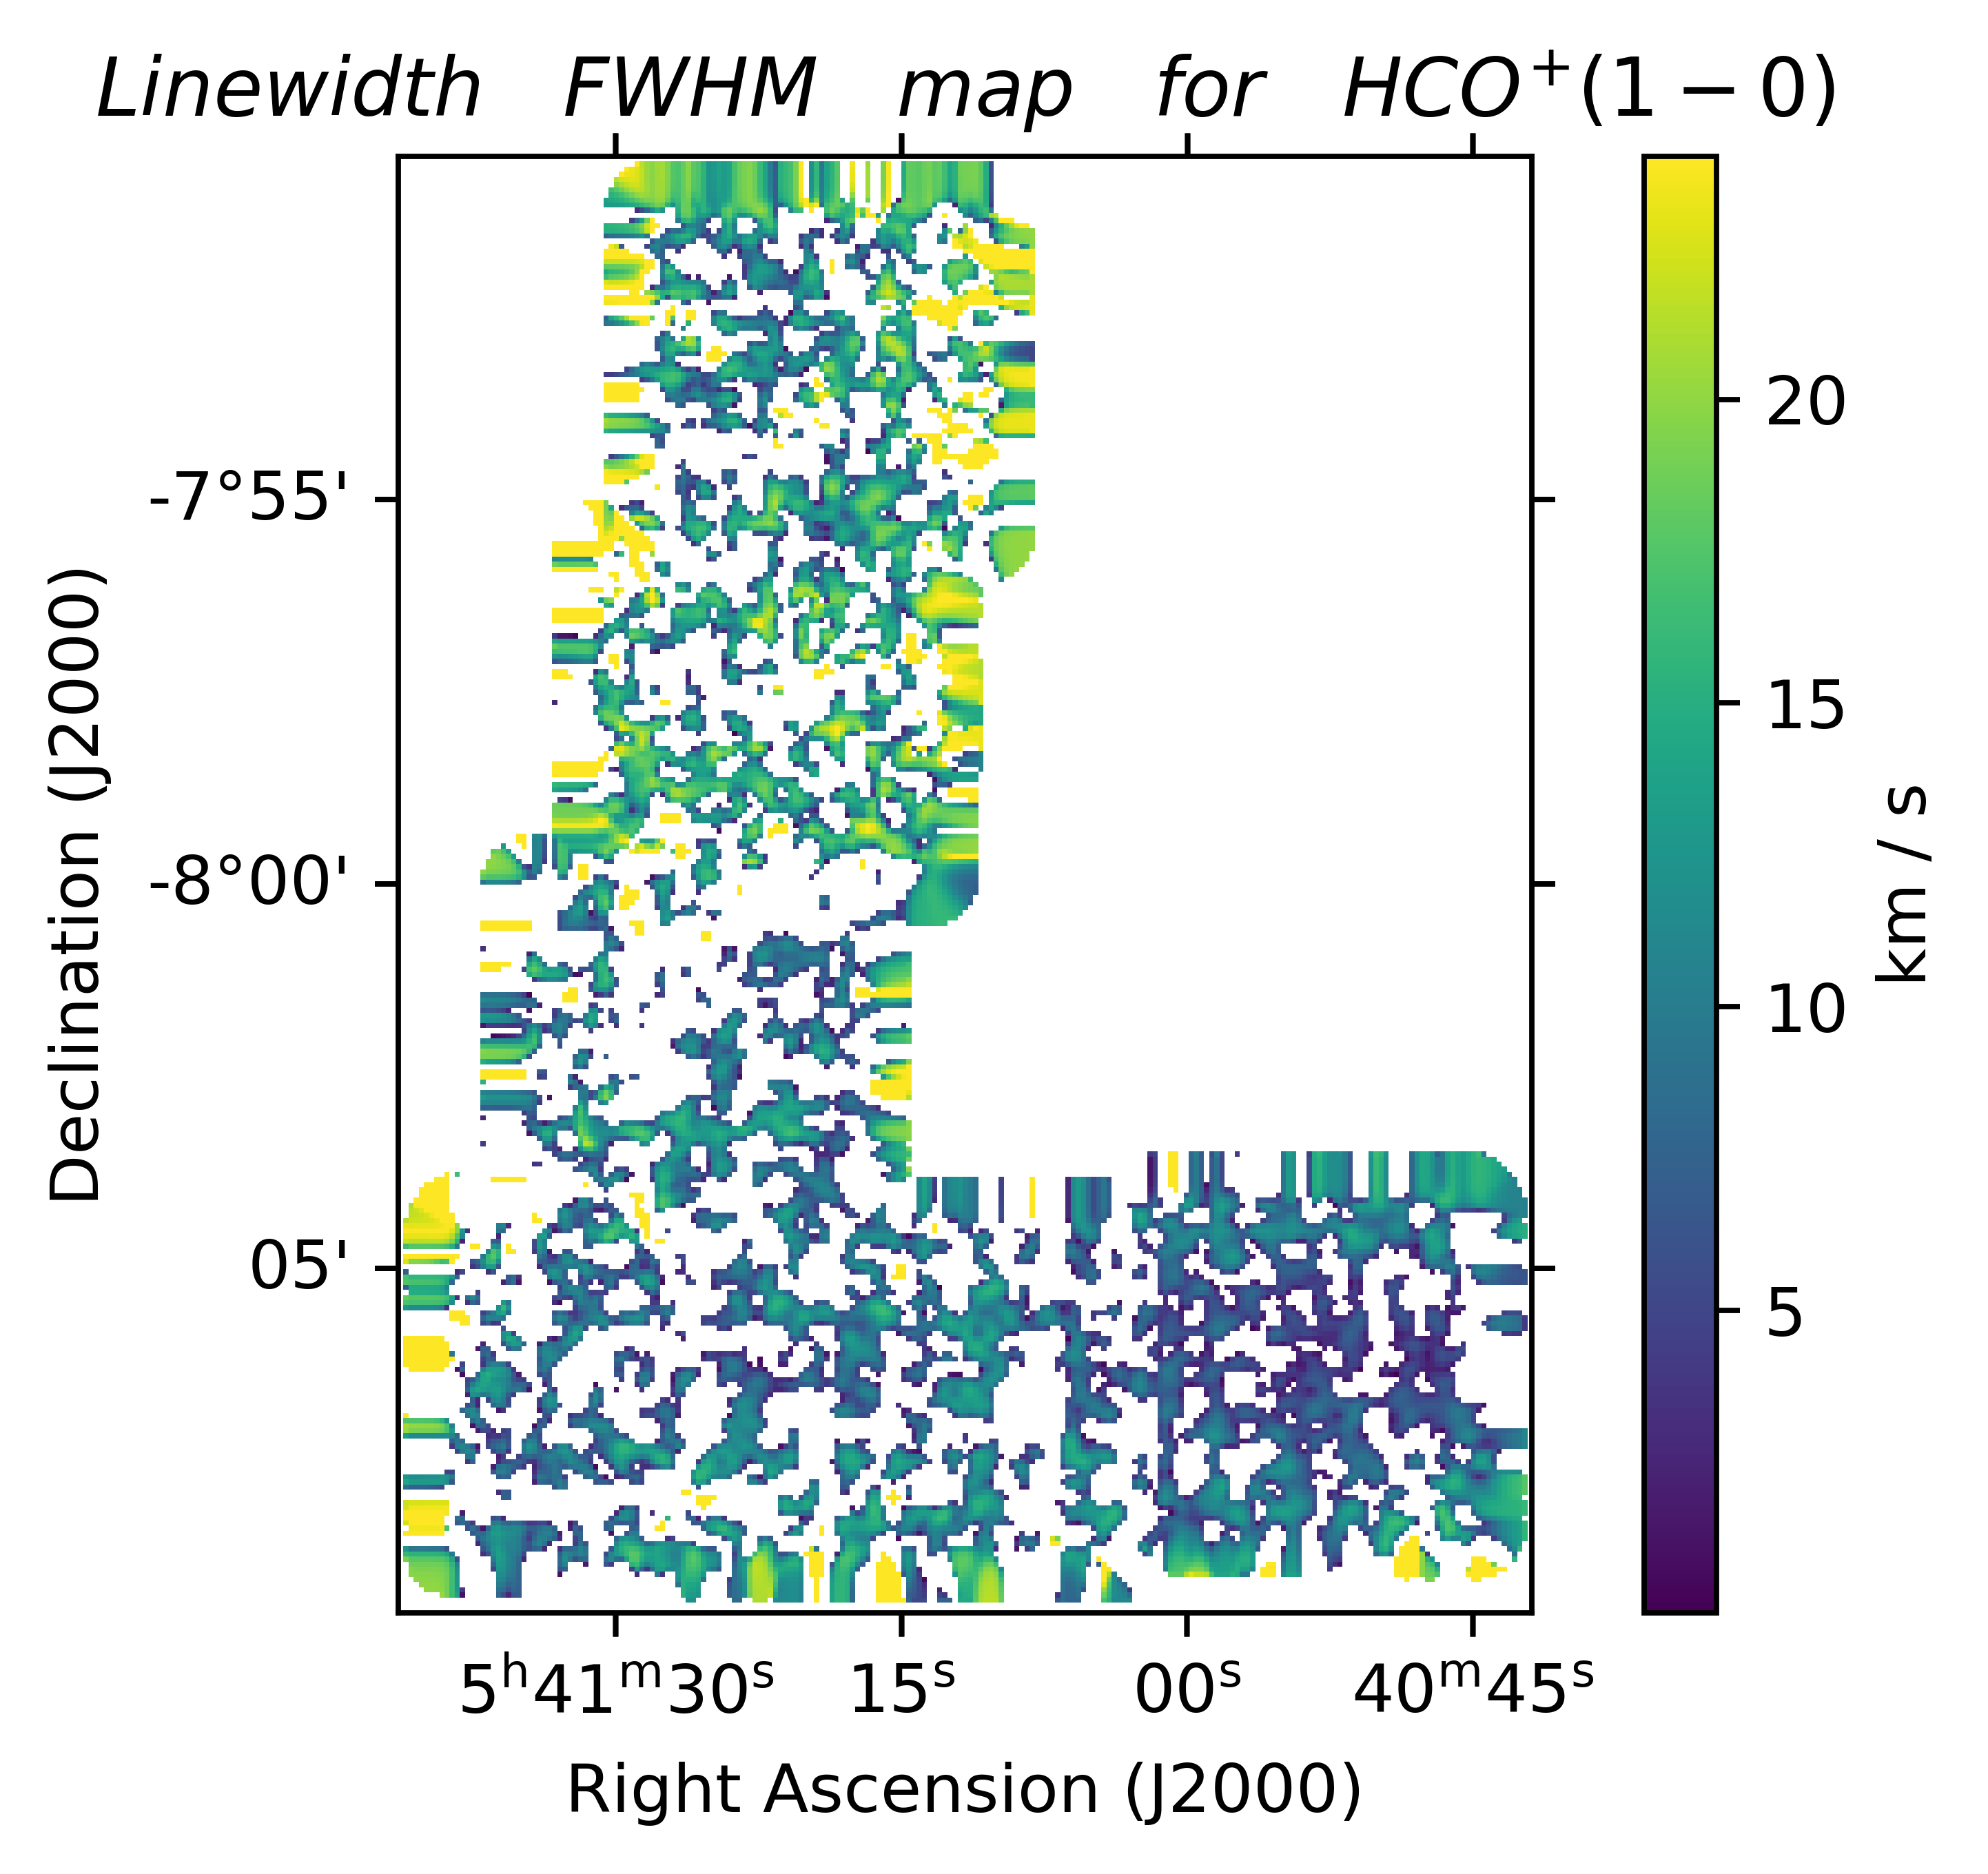 Linewidth FWHM map for HCO⁺(1 − 0)
-7°55'
-8°00'
05'
Declination (J2000)
5ʰ41ᵐ30ˢ 15ˢ 00ˢ 40ᵐ45ˢ
Right Ascension (J2000)
20
15
10
5
km / s